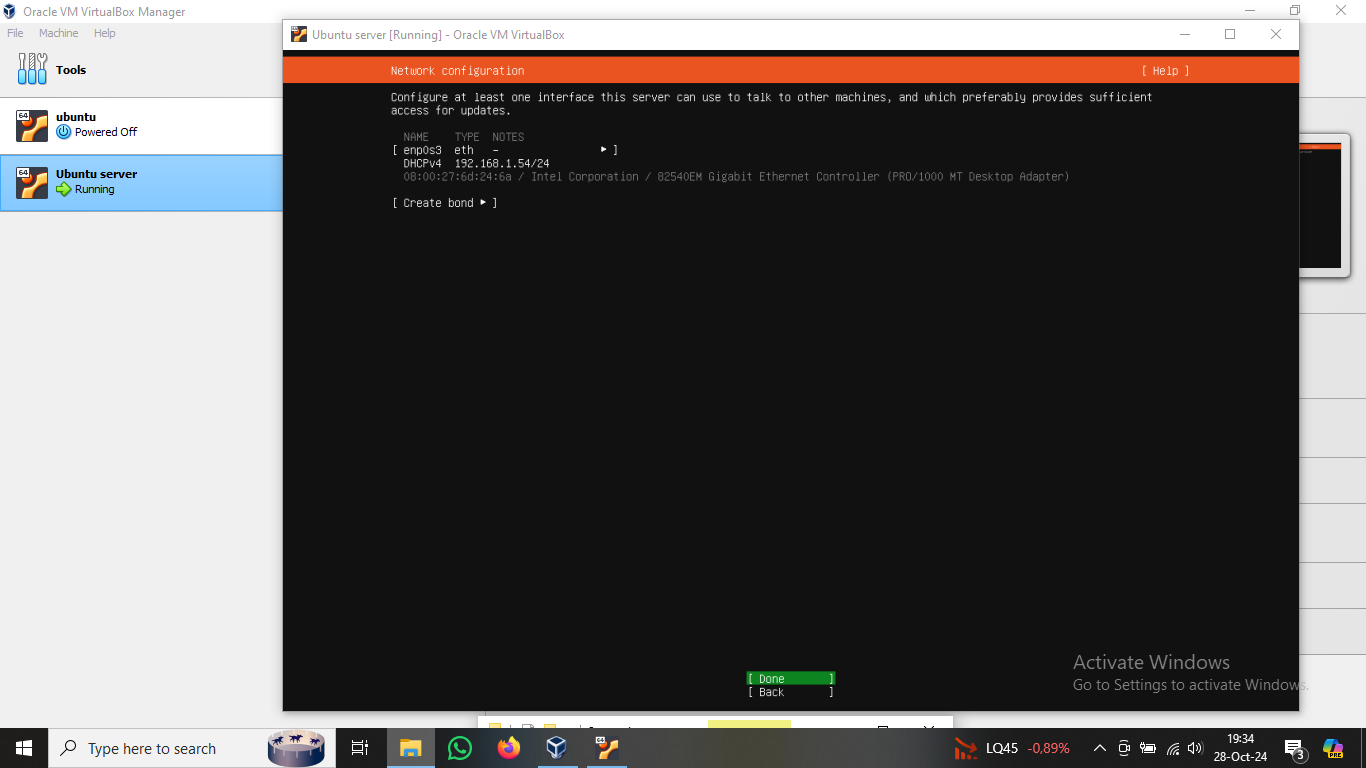 Oracle VM VirtualBox Manager
File Machine Help
Tools
64
ubuntu
Powered Off
64
Ubuntu server
Running
Ubuntu server [Running] - Oracle VM VirtualBox
Network configuration [ Help ]
Configure at least one interface this server can use to talk to other machines, and which preferably provides sufficient
access for updates.
NAME TYPE NOTES
[ enp0s3 eth - ▸ ]
DHCPv4 192.168.1.54/24
08:00:27:6d:24:6a / Intel Corporation / 82540EM Gigabit Ethernet Controller (PRO/1000 MT Desktop Adapter)
[ Create bond ▸ ]
[ Done ]
[ Back ]
Activate Windows
Go to Settings to activate Windows.
Type here to search
LQ45 -0,89%
19:34
28-Oct-24
3
PRE